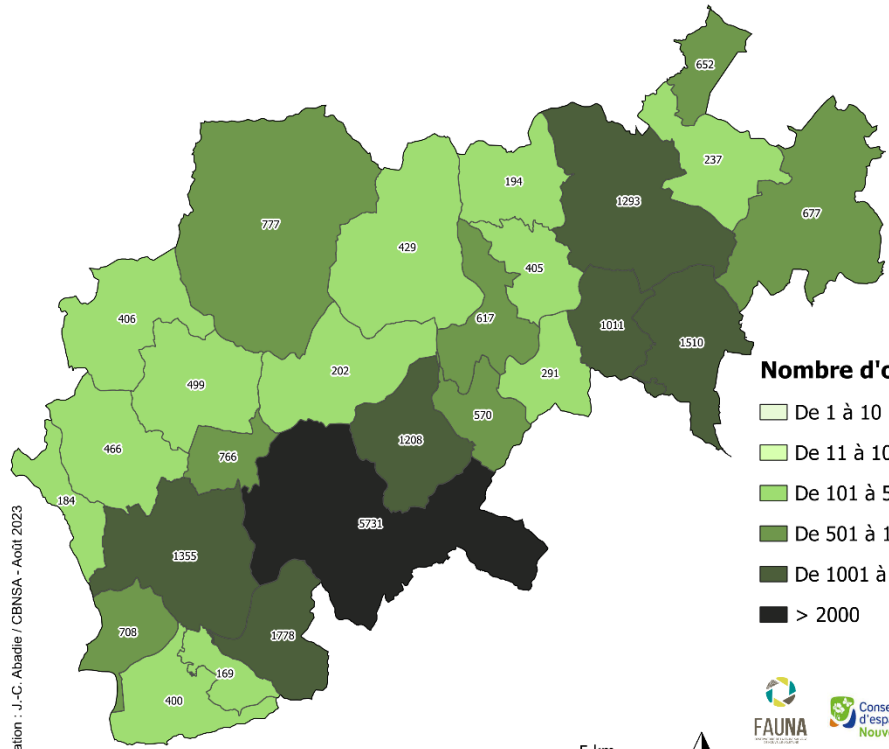 652
237
194
1293
677
777
429
405
406
617
1011
1510
202
291
499
Nombre d'o
570
De 1 à 10
466
766
1208
De 11 à 10
184
De 101 à 5
5731
De 501 à 1
1355
De 1001 à
> 2000
708
1778
169
400
ation : J.-C. Abadie / CBNSA - Août 2023
FAUNA
Conse
d'esp
Nouv
5 km